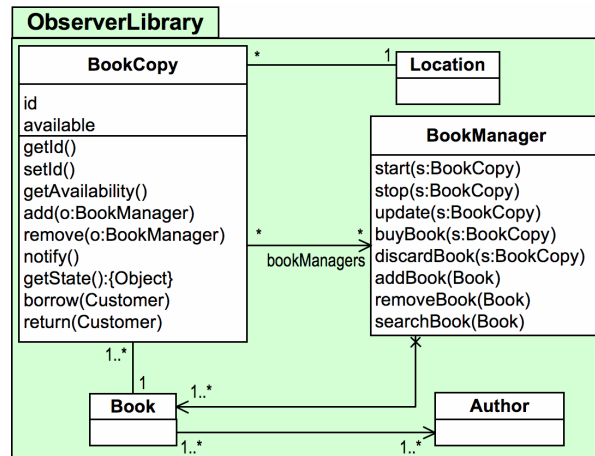 ObserverLibrary
BookCopy
id
available
getId()
setId()
getAvailability()
add(o:BookManager)
remove(o:BookManager)
notify()
getState():{Object}
borrow(Customer)
return(Customer)
*
1
Location
BookManager
start(s:BookCopy)
stop(s:BookCopy)
update(s:BookCopy)
buyBook(s:BookCopy)
discardBook(s:BookCopy)
addBook(Book)
removeBook(Book)
searchBook(Book)
*
*
bookManagers
1..*
1
1..*
Book
Author
1..*
1..*